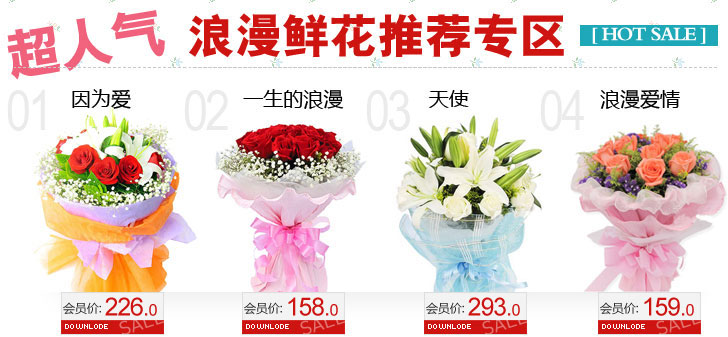 超人气 浪漫鲜花推荐专区 [ HOT SALE ]
01 因为爱
02 一生的浪漫
03 天使
04 浪漫爱情
会员价: 226.0
DOWNLODE SALE
会员价: 158.0
DOWNLODE SALE
会员价: 293.0
DOWNLODE SALE
会员价: 159.0
DOWNLODE SALE